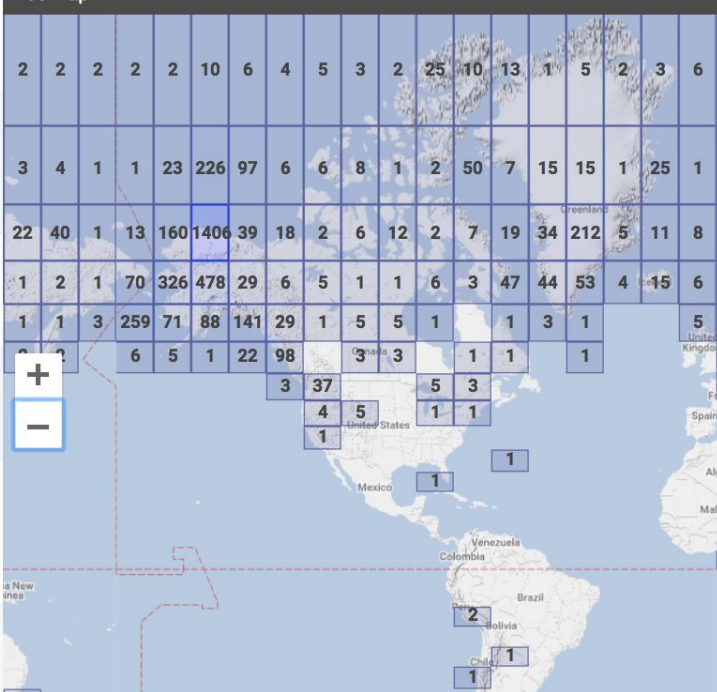 2 2 2 2 2 10 6 4 5 3 2 25 10 13 1 5 2 3 6
3 4 1 1 23 226 97 6 6 8 1 2 50 7 15 15 1 25 1
Greenland
22 40 1 13 160 1406 39 18 2 6 12 2 7 19 34 212 5 11 8
1 2 1 70 326 478 29 6 5 1 1 6 3 47 44 53 4 15 6
1 1 3 259 71 88 141 29 1 5 5 1 1 3 1 5
United
Kingdo
6 5 1 22 98 Canada 3 3 1 1 1
+
3 37 5 3
4 5 1 1
−
United States
Spain
1
1
Mexico 1
Al
Mal
Venezuela
Colombia
a New
inea
Brazil
2
Bolivia
Chile 1
1